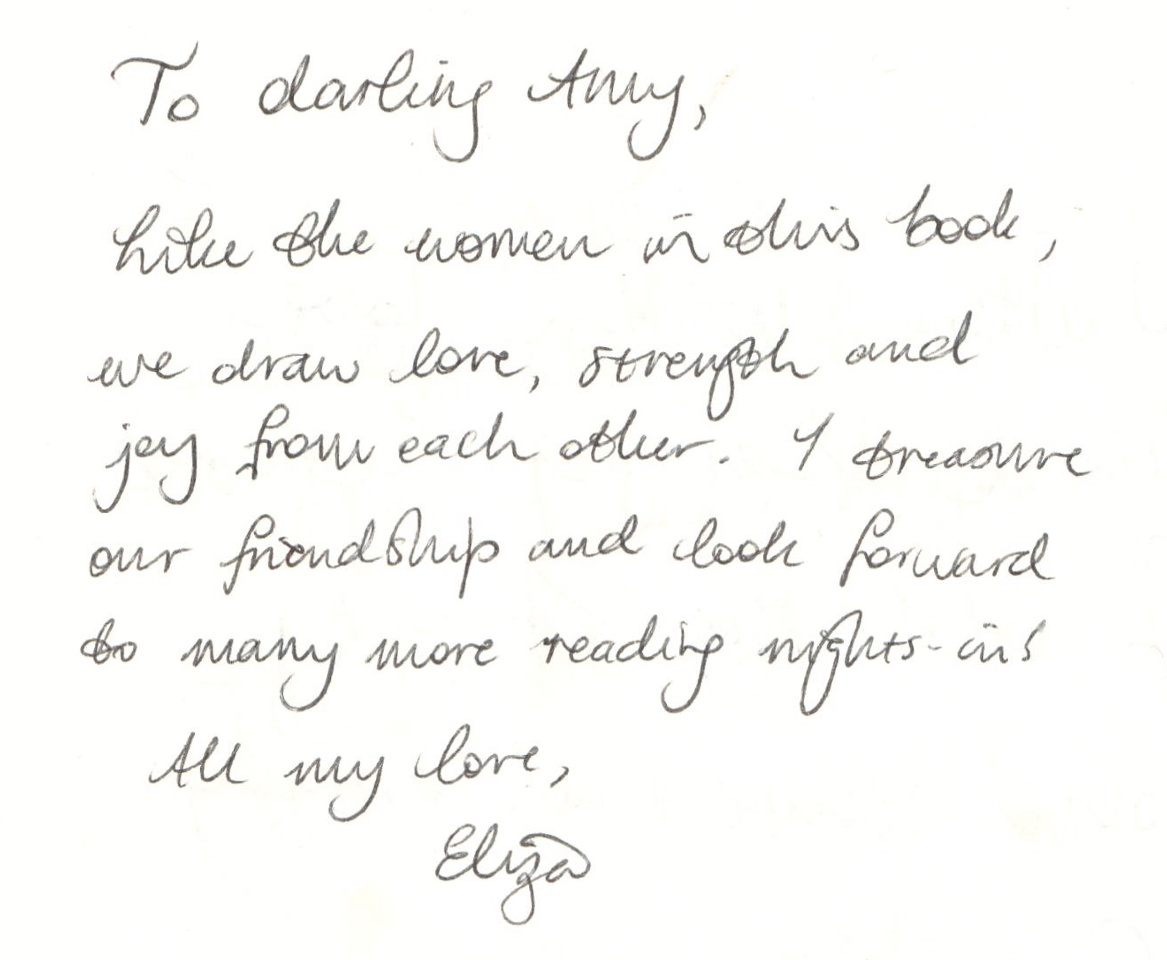 To darling Amy,
Like the women in this book,
we draw love, strength and
joy from each other. I treasure
our friendship and look forward
to many more reading nights-in!
All my love,
Eliza